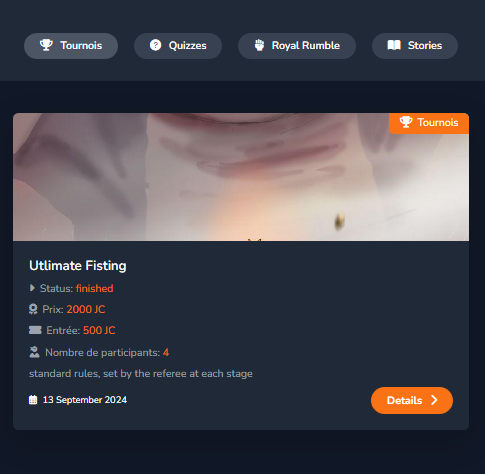 Tournois
Quizzes
Royal Rumble
Stories
Tournois
Utlimate Fisting
Status: finished
Prix: 2000 JC
Entrée: 500 JC
Nombre de participants: 4
standard rules, set by the referee at each stage
13 September 2024
Details